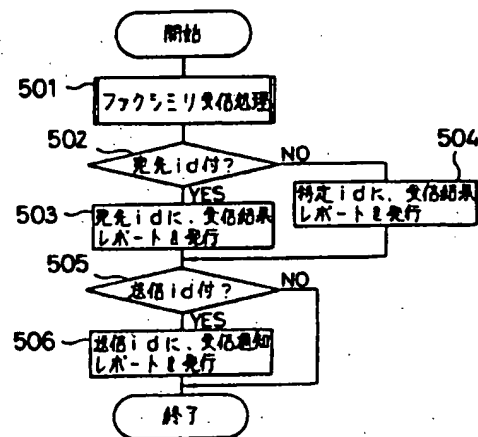 開始
501
ファクシミリ受信処理
502
宛先id付?
NO
504
YES
特定idに、受信結果
レポートを発行
503
宛先idに、受信結果
レポートを発行
505
送信id付?
NO
YES
506
送信idに、受信通知
レポートを発行
終了